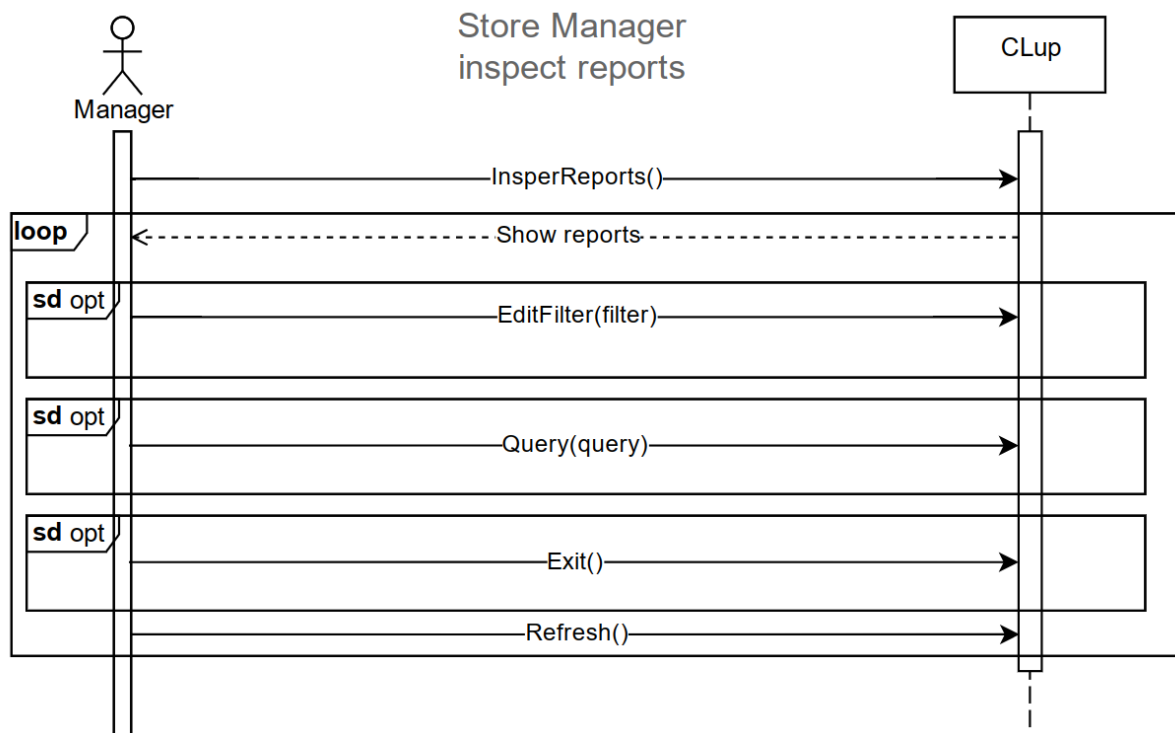 Store Manager
inspect reports
CLup
Manager
InsperReports()
loop
Show reports
sd opt
EditFilter(filter)
sd opt
Query(query)
sd opt
Exit()
Refresh()